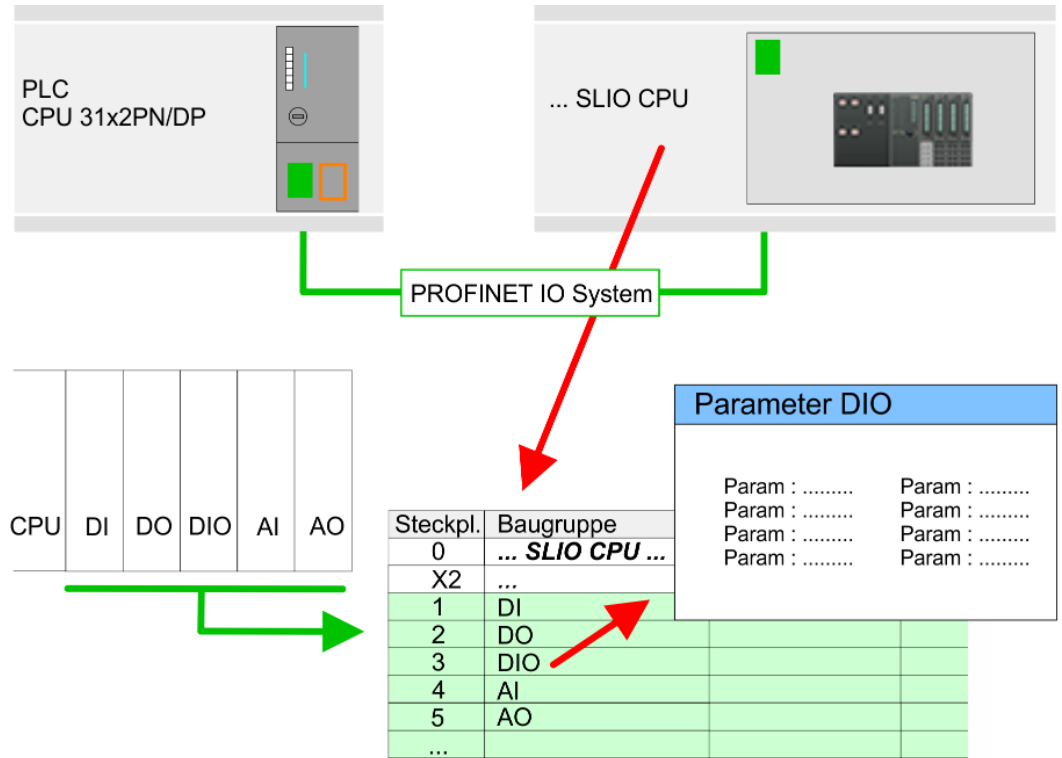 PLC
CPU 31x2PN/DP
... SLIO CPU
PROFINET IO System
CPU DI DO DIO AI AO
Parameter DIO
Param : ......... Param : .........
Param : ......... Param : .........
Param : ......... Param : .........
Param : ......... Param : .........
Steckpl. Baugruppe
0 ... SLIO CPU ...
X2 ...
1 DI
2 DO
3 DIO
4 AI
5 AO
...